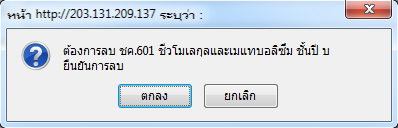 หน้า http://203.131.209.137 ระบุว่า :
ต้องการลบ ชค.601 ชีวโมเลกุลและเมแทบอลิซึม ชั้นปี บ
ยืนยันการลบ
ตกลง
ยกเลิก